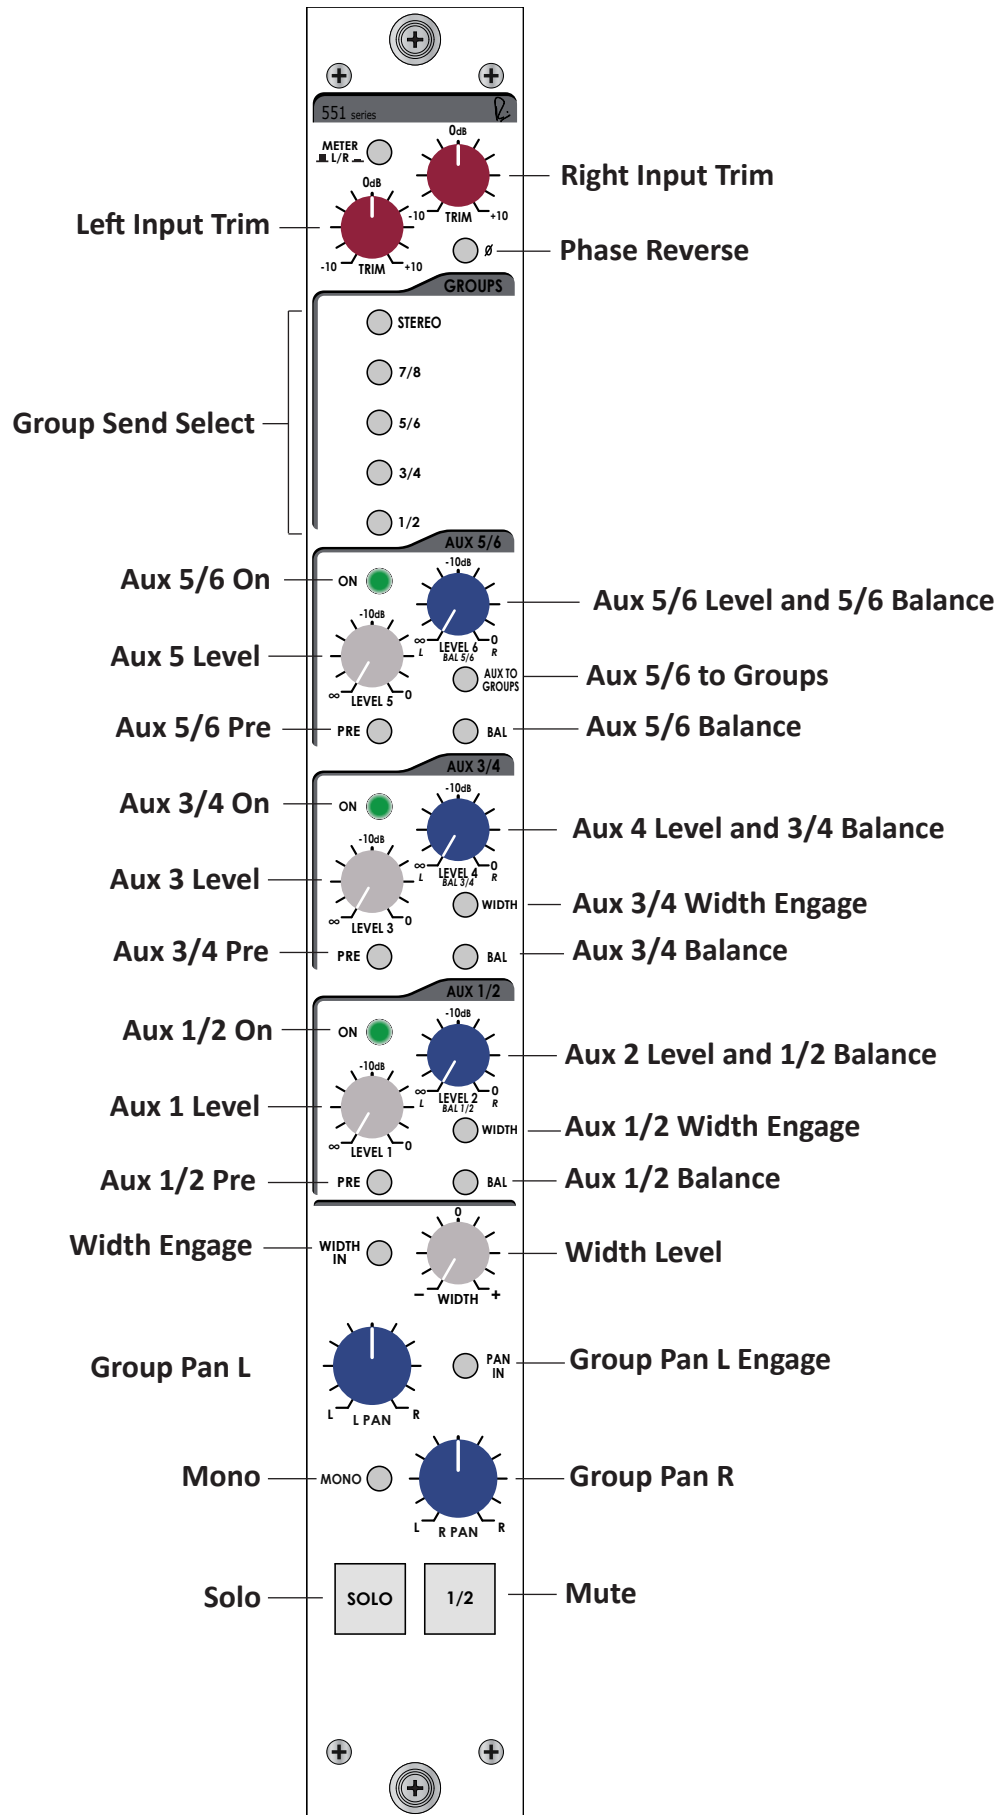 551 series
METER
L/R
0dB
-10 TRIM +10
Right Input Trim
Left Input Trim
0dB
-10 TRIM +10
ø
Phase Reverse
GROUPS
Group Send Select
STEREO
7/8
5/6
3/4
1/2
AUX 5/6
Aux 5/6 On
ON
-10dB
∞ LEVEL 6 0
L BAL 5/6 R
Aux 5/6 Level and 5/6 Balance
Aux 5 Level
-10dB
∞ LEVEL 5 0
AUX TO
GROUPS
Aux 5/6 to Groups
Aux 5/6 Pre
PRE
BAL
Aux 5/6 Balance
AUX 3/4
Aux 3/4 On
ON
-10dB
∞ LEVEL 4 0
L BAL 3/4 R
Aux 4 Level and 3/4 Balance
Aux 3 Level
-10dB
∞ LEVEL 3 0
WIDTH
Aux 3/4 Width Engage
Aux 3/4 Pre
PRE
BAL
Aux 3/4 Balance
AUX 1/2
Aux 1/2 On
ON
-10dB
∞ LEVEL 2 0
L BAL 1/2 R
Aux 2 Level and 1/2 Balance
Aux 1 Level
-10dB
∞ LEVEL 1 0
WIDTH
Aux 1/2 Width Engage
Aux 1/2 Pre
PRE
BAL
Aux 1/2 Balance
Width Engage
WIDTH
IN
0
– WIDTH +
Width Level
Group Pan L
L L PAN R
PAN
IN
Group Pan L Engage
Mono
MONO
L R PAN R
Group Pan R
Solo
SOLO
1/2
Mute